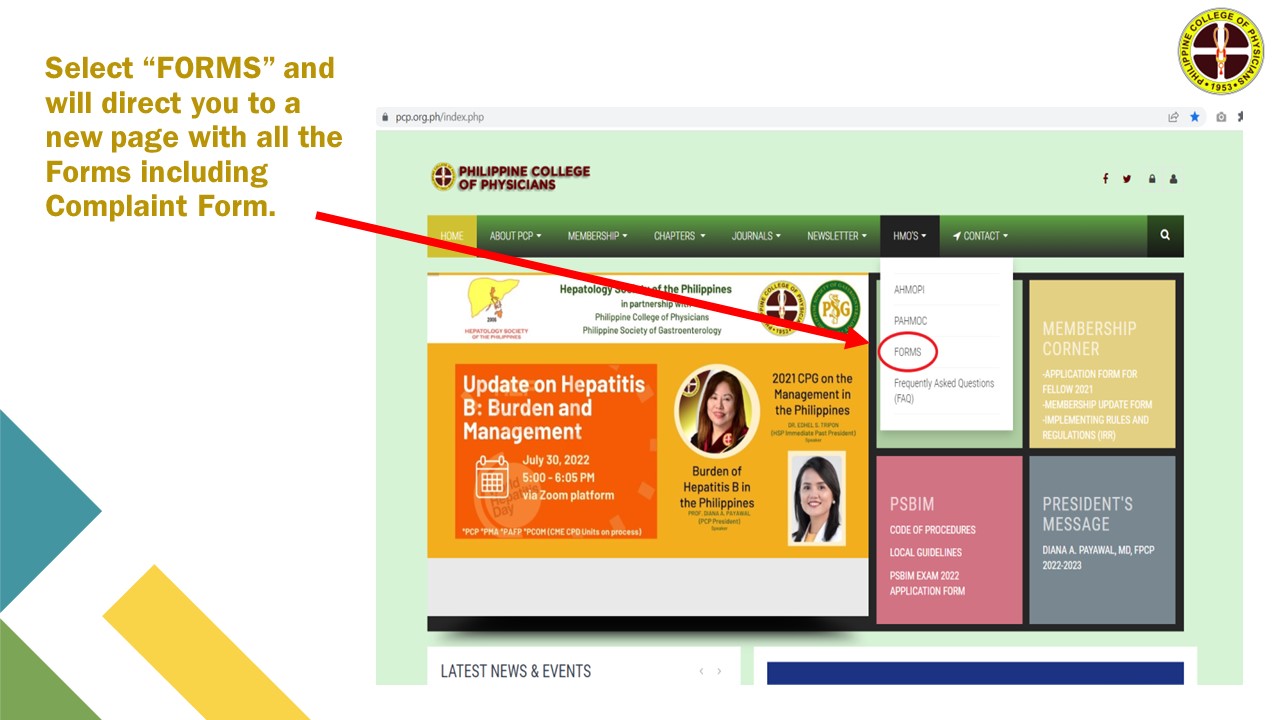 Select “FORMS” and
will direct you to a
new page with all the
Forms including
Complaint Form.
PHILIPPINE COLLEGE OF PHYSICIANS
1953
pcp.org.ph/index.php
PHILIPPINE COLLEGE
OF PHYSICIANS
HOME
ABOUT PCP
MEMBERSHIP
CHAPTERS
JOURNALS
NEWSLETTER
HMO'S
CONTACT
AHMOPI
PAHMOC
FORMS
Frequently Asked Questions
(FAQ)
2006
HEPATOLOGY SOCIETY
OF THE PHILIPPINES
Hepatology Society of the Philippines
in partnership with
Philippine College of Physicians
Philippine Society of Gastroenterology
PSG
Update on Hepatitis
B: Burden and
Management
July 30, 2022
5:00 - 6:05 PM
via Zoom platform
*PCP *PMA *PAFP *PCOM (CME CPD Units on process)
2021 CPG on the
Management in
the Philippines
DR. EDHEL S. TRIPON
(HSP Immediate Past President)
Speaker
Burden of
Hepatitis B in
the Philippines
PROF. DIANA A. PAYAWAL
(PCP President)
Speaker
MEMBERSHIP
CORNER
-APPLICATION FORM FOR
FELLOW 2021
-MEMBERSHIP UPDATE FORM
-IMPLEMENTING RULES AND
REGULATIONS (IRR)
PSBIM
CODE OF PROCEDURES
LOCAL GUIDELINES
PSBIM EXAM 2022
APPLICATION FORM
PRESIDENT'S
MESSAGE
DIANA A. PAYAWAL, MD, FPCP
2022-2023
LATEST NEWS & EVENTS